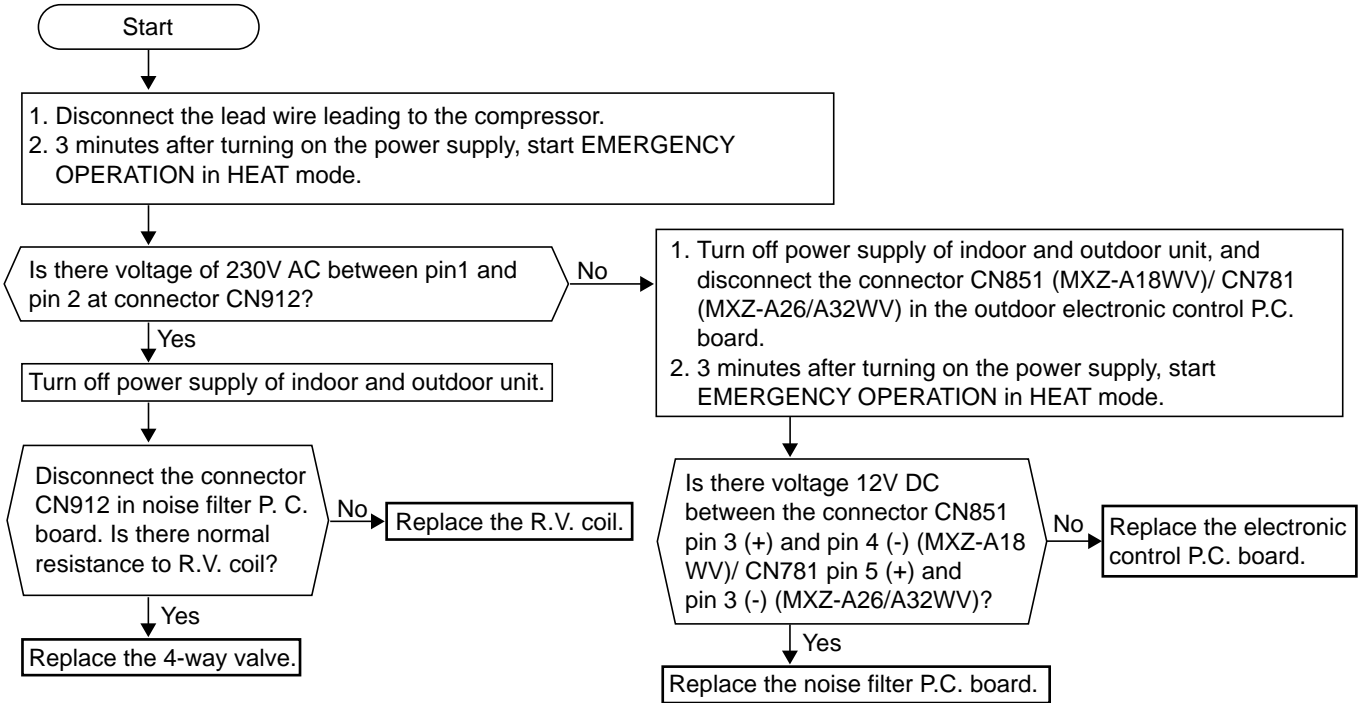 Start
1. Disconnect the lead wire leading to the compressor.
2. 3 minutes after turning on the power supply, start EMERGENCY
OPERATION in HEAT mode.
Is there voltage of 230V AC between pin1 and
pin 2 at connector CN912?
No
Yes
Turn off power supply of indoor and outdoor unit.
Disconnect the connector
CN912 in noise filter P. C.
board. Is there normal
resistance to R.V. coil?
No
Replace the R.V. coil.
Yes
Replace the 4-way valve.
1. Turn off power supply of indoor and outdoor unit, and
disconnect the connector CN851 (MXZ-A18WV)/ CN781
(MXZ-A26/A32WV) in the outdoor electronic control P.C.
board.
2. 3 minutes after turning on the power supply, start
EMERGENCY OPERATION in HEAT mode.
Is there voltage 12V DC
between the connector CN851
pin 3 (+) and pin 4 (-) (MXZ-A18
WV)/ CN781 pin 5 (+) and
pin 3 (-) (MXZ-A26/A32WV)?
No
Replace the electronic
control P.C. board.
Yes
Replace the noise filter P.C. board.